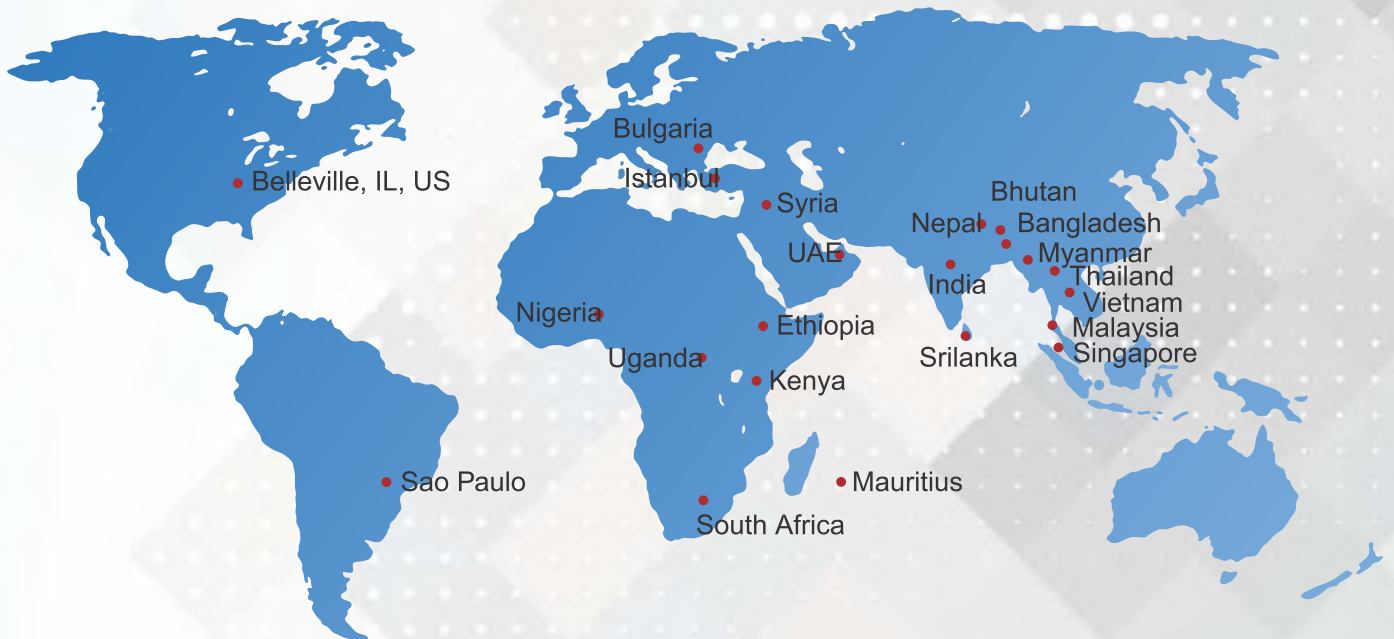 Bulgaria
Belleville, IL, US
Istanbul
Syria
Bhutan
Nepal
Bangladesh
UAE
Myanmar
India
Thailand
Vietnam
Nigeria
Ethiopia
Malaysia
Uganda
Srilanka
Singapore
Kenya
Sao Paulo
Mauritius
South Africa